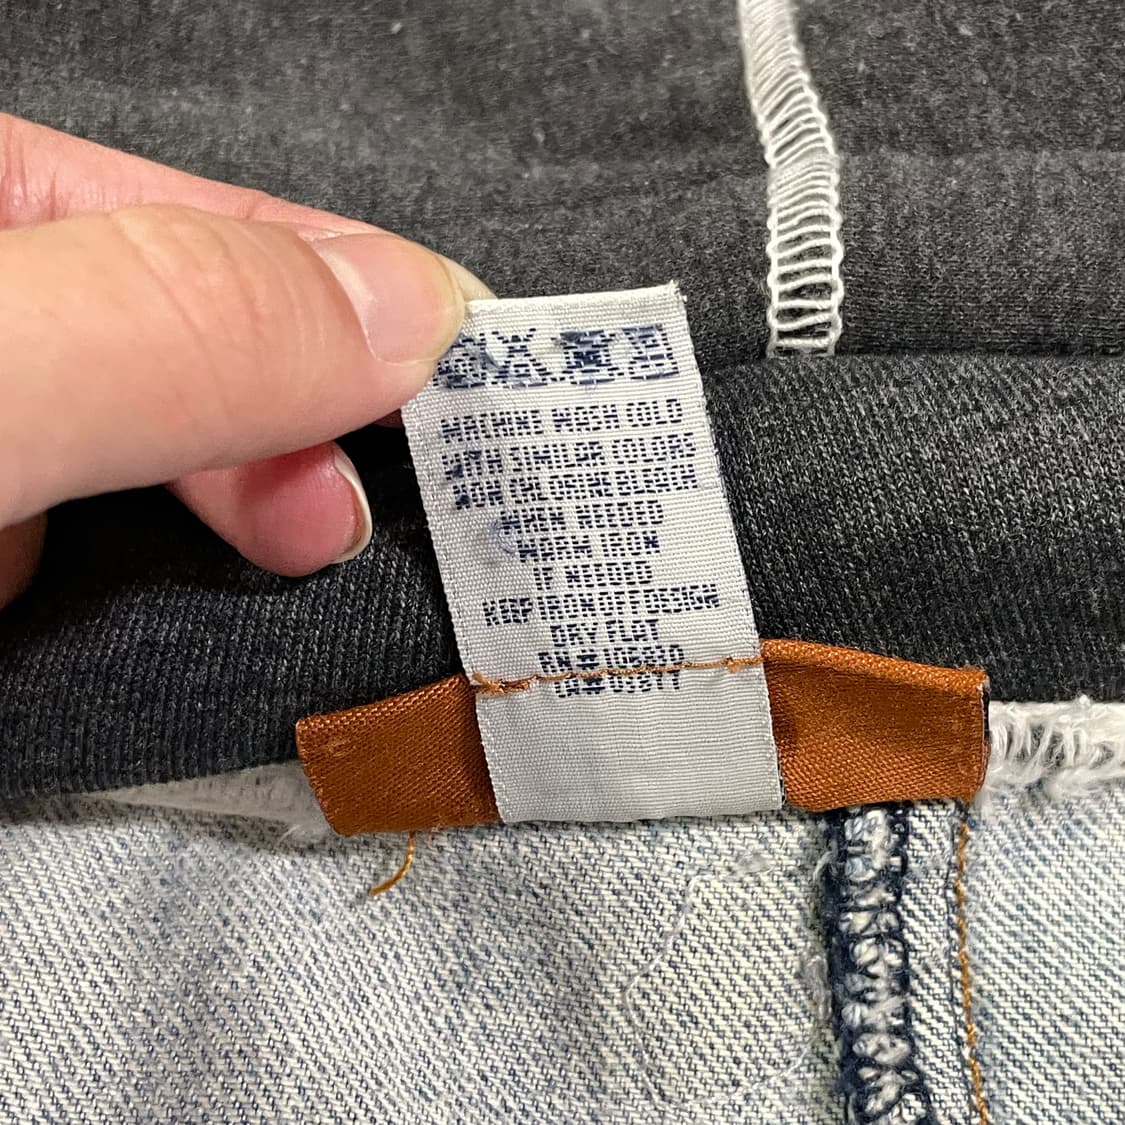 MACHINE WASH COLD
WITH SIMILAR COLORS
NON CHLORINE BLEACH
WHEN NEEDED
WARM IRON
IF NEEDED
KEEP IRON OFF DESIGN
DRY FLAT